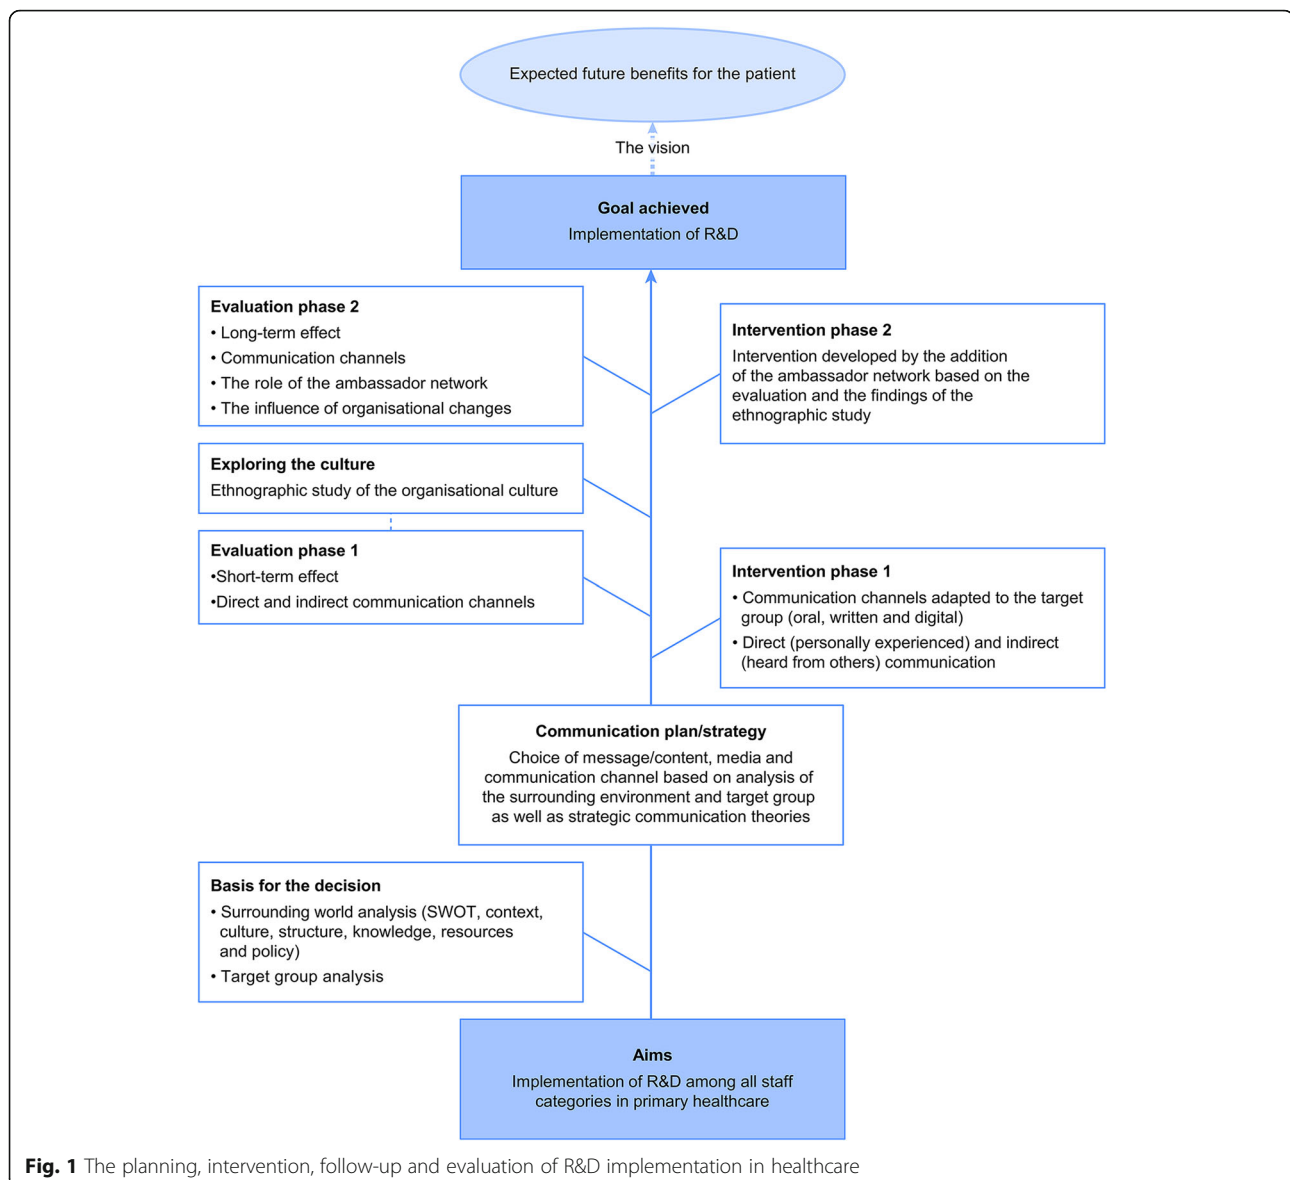 Expected future benefits for the patient
The vision
Goal achieved
Implementation of R&D
Evaluation phase 2
• Long-term effect
• Communication channels
• The role of the ambassador network
• The influence of organisational changes
Intervention phase 2
Intervention developed by the addition
of the ambassador network based on the
evaluation and the findings of the
ethnographic study
Exploring the culture
Ethnographic study of the organisational culture
Evaluation phase 1
•Short-term effect
•Direct and indirect communication channels
Intervention phase 1
• Communication channels adapted to the target
group (oral, written and digital)
• Direct (personally experienced) and indirect
(heard from others) communication
Communication plan/strategy
Choice of message/content, media and
communication channel based on analysis of
the surrounding environment and target group
as well as strategic communication theories
Basis for the decision
• Surrounding world analysis (SWOT, context,
culture, structure, knowledge, resources
and policy)
• Target group analysis
Aims
Implementation of R&D among all staff
categories in primary healthcare
Fig. 1 The planning, intervention, follow-up and evaluation of R&D implementation in healthcare